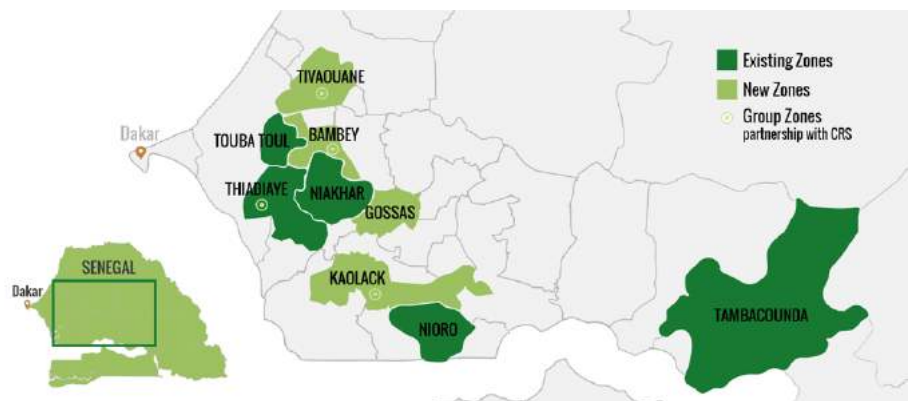 Existing Zones
New Zones
Group Zones
partnership with CRS
TIVAOUANE
Dakar
TOUBA TOUL
BAMBEY
THIADIAYE
NIAKHAR
GOSSAS
KAOLACK
NIORO
TAMBACOUNDA
SENEGAL
Dakar